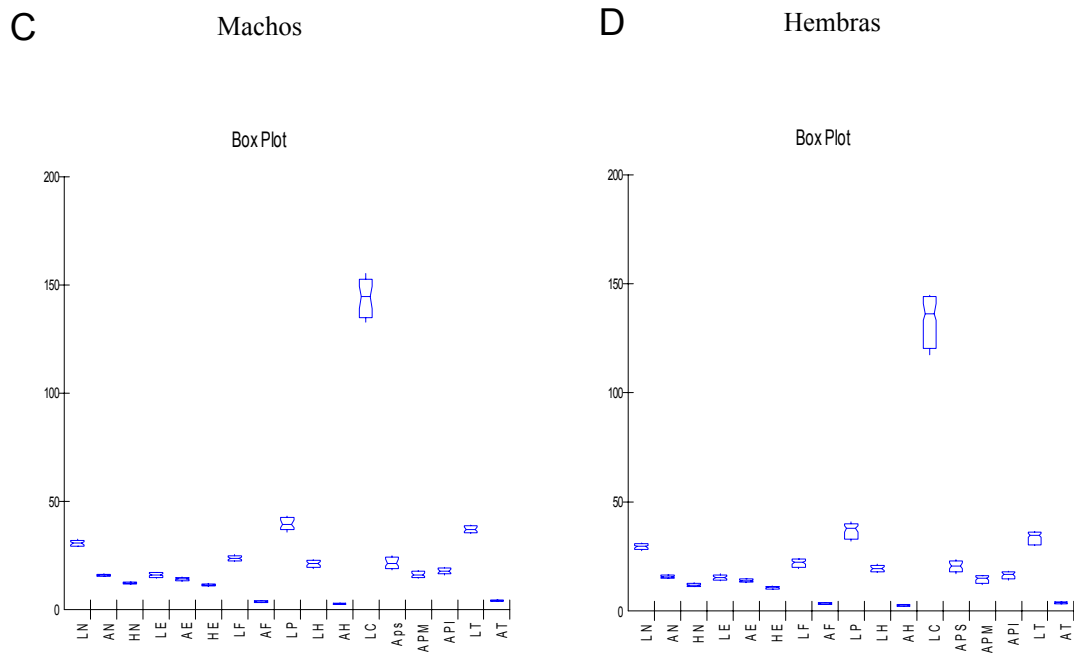 C
Machos
Box Plot
200
150
100
50
0
LN
AN
HN
LE
AE
HE
LF
AF
LP
LH
AH
LC
Aps
APM
API
LT
AT
D
Hembras
Box Plot
200
150
100
50
0
LN
AN
HN
LE
AE
HE
LF
AF
LP
LH
AH
LC
APS
APM
API
LT
AT